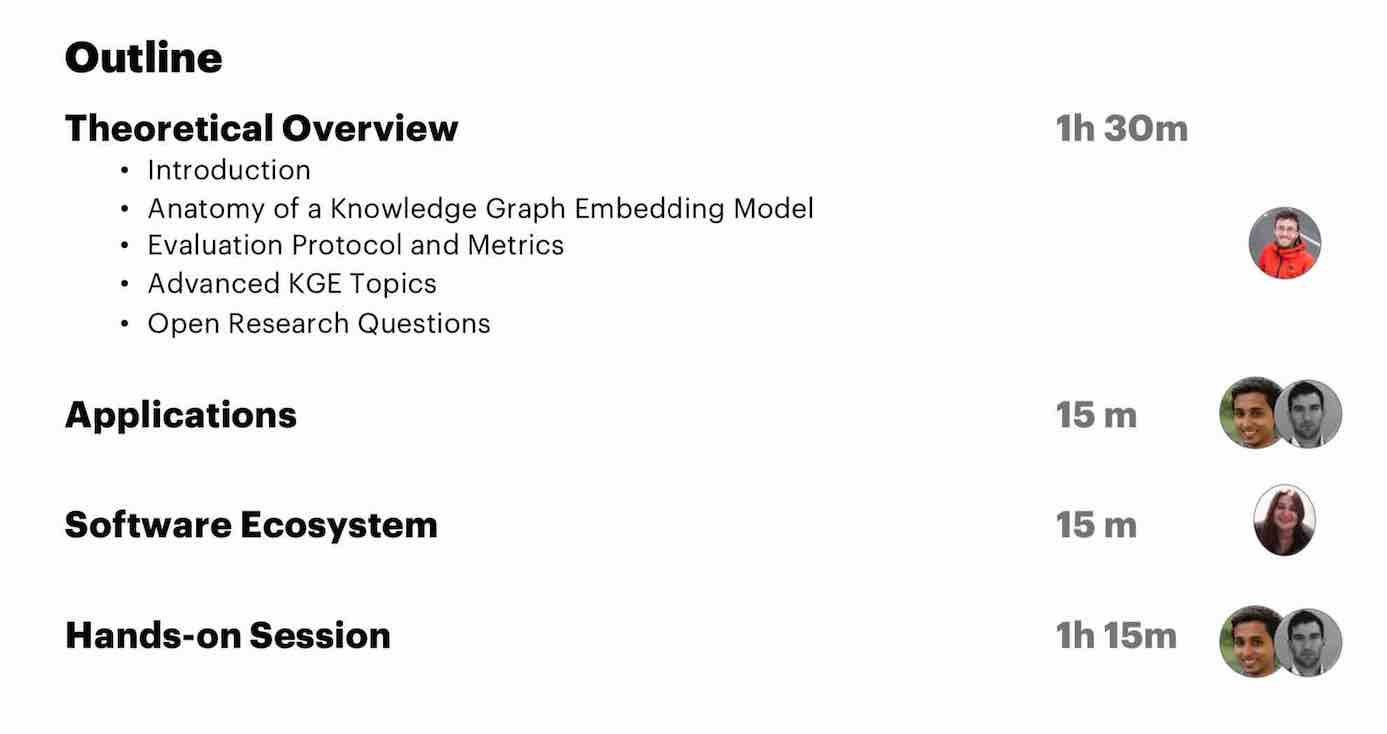 Outline
Theoretical Overview 1h 30m
• Introduction
• Anatomy of a Knowledge Graph Embedding Model
• Evaluation Protocol and Metrics
• Advanced KGE Topics
• Open Research Questions
Applications 15 m
Software Ecosystem 15 m
Hands-on Session 1h 15m